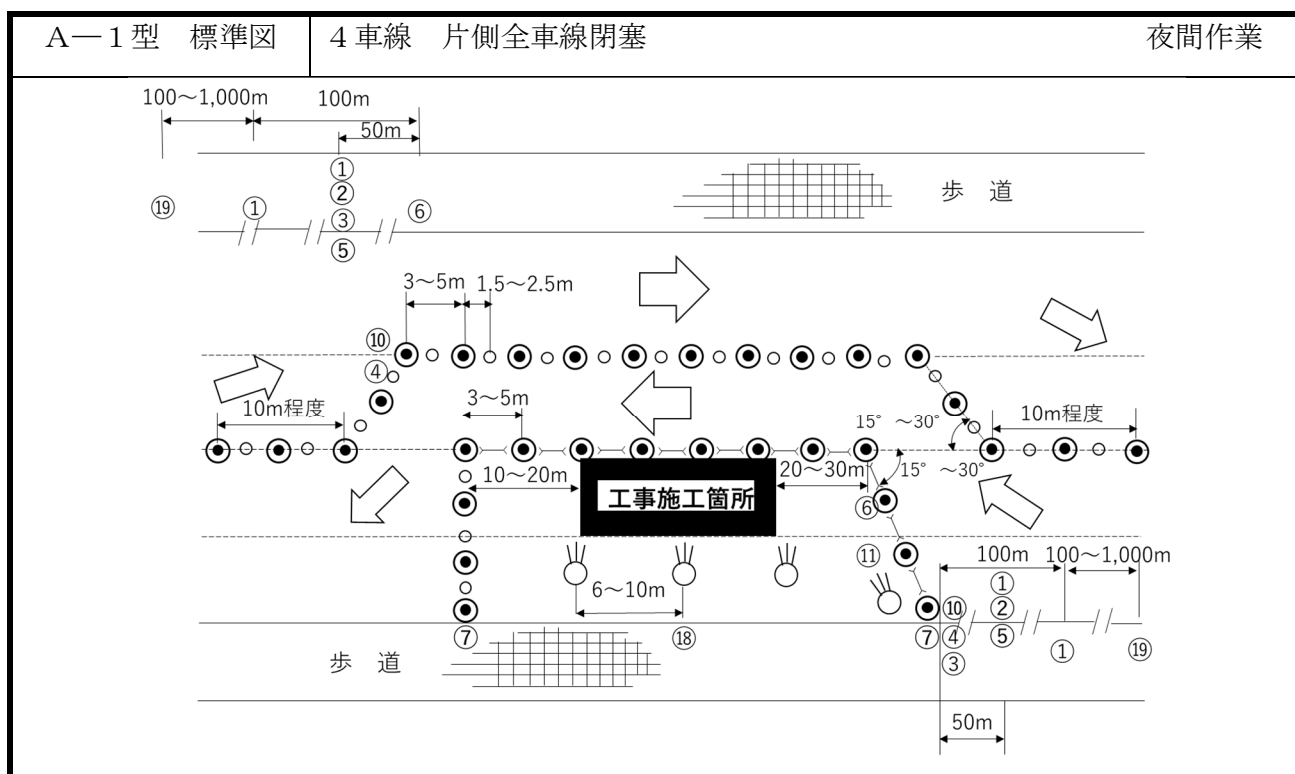 A―1型　標準図
4車線　片側全車線閉塞
夜間作業
100～1,000m
100m
50m
①
②
③
⑤
⑲
①
⑥
歩　道
3～5m
1.5～2.5m
⑩
④
10m程度
3～5m
15°　～30°
10m程度
10～20m
20～30m
15°　～30°
工事施工箇所
⑥
⑪
100m
100～1,000m
6～10m
①
②
⑤
⑩
④
③
⑦
⑱
⑦
①
⑲
歩　道
50m